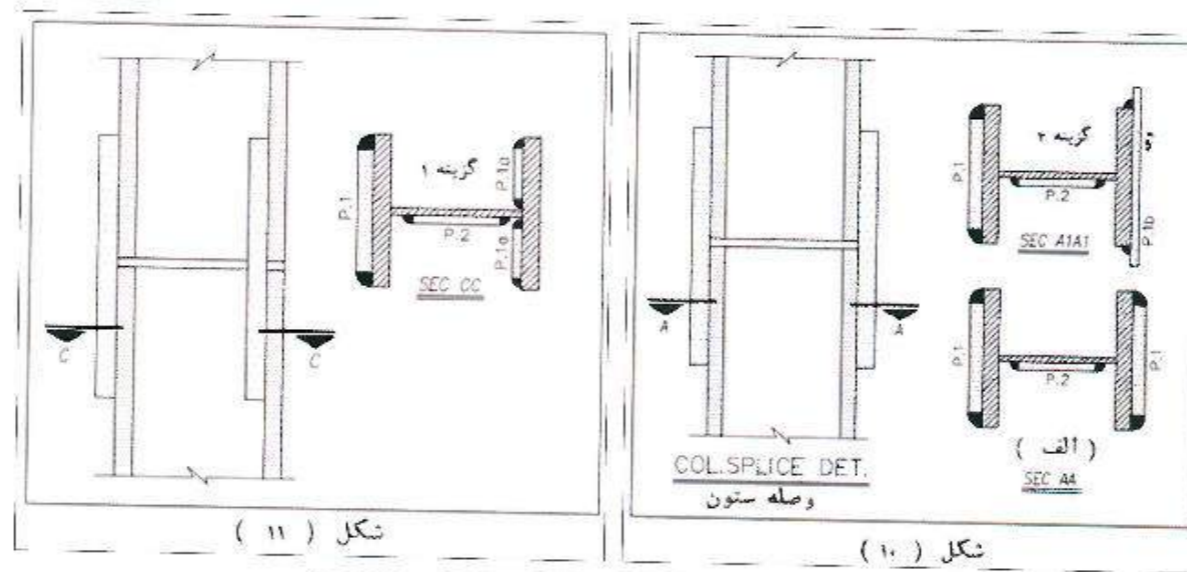 گزینه ۱
P.1
P.1a
P.2
P.1a
SEC CC
C
C
شکل ( ۱۱ )
گزینه ۲
P.1
P.2
P.1b
SEC A1A1
A
A
P.1
P.2
P.1
( الف )
SEC AA
COL.SPLICE DET.
وصله ستون
شکل ( ۱۰ )